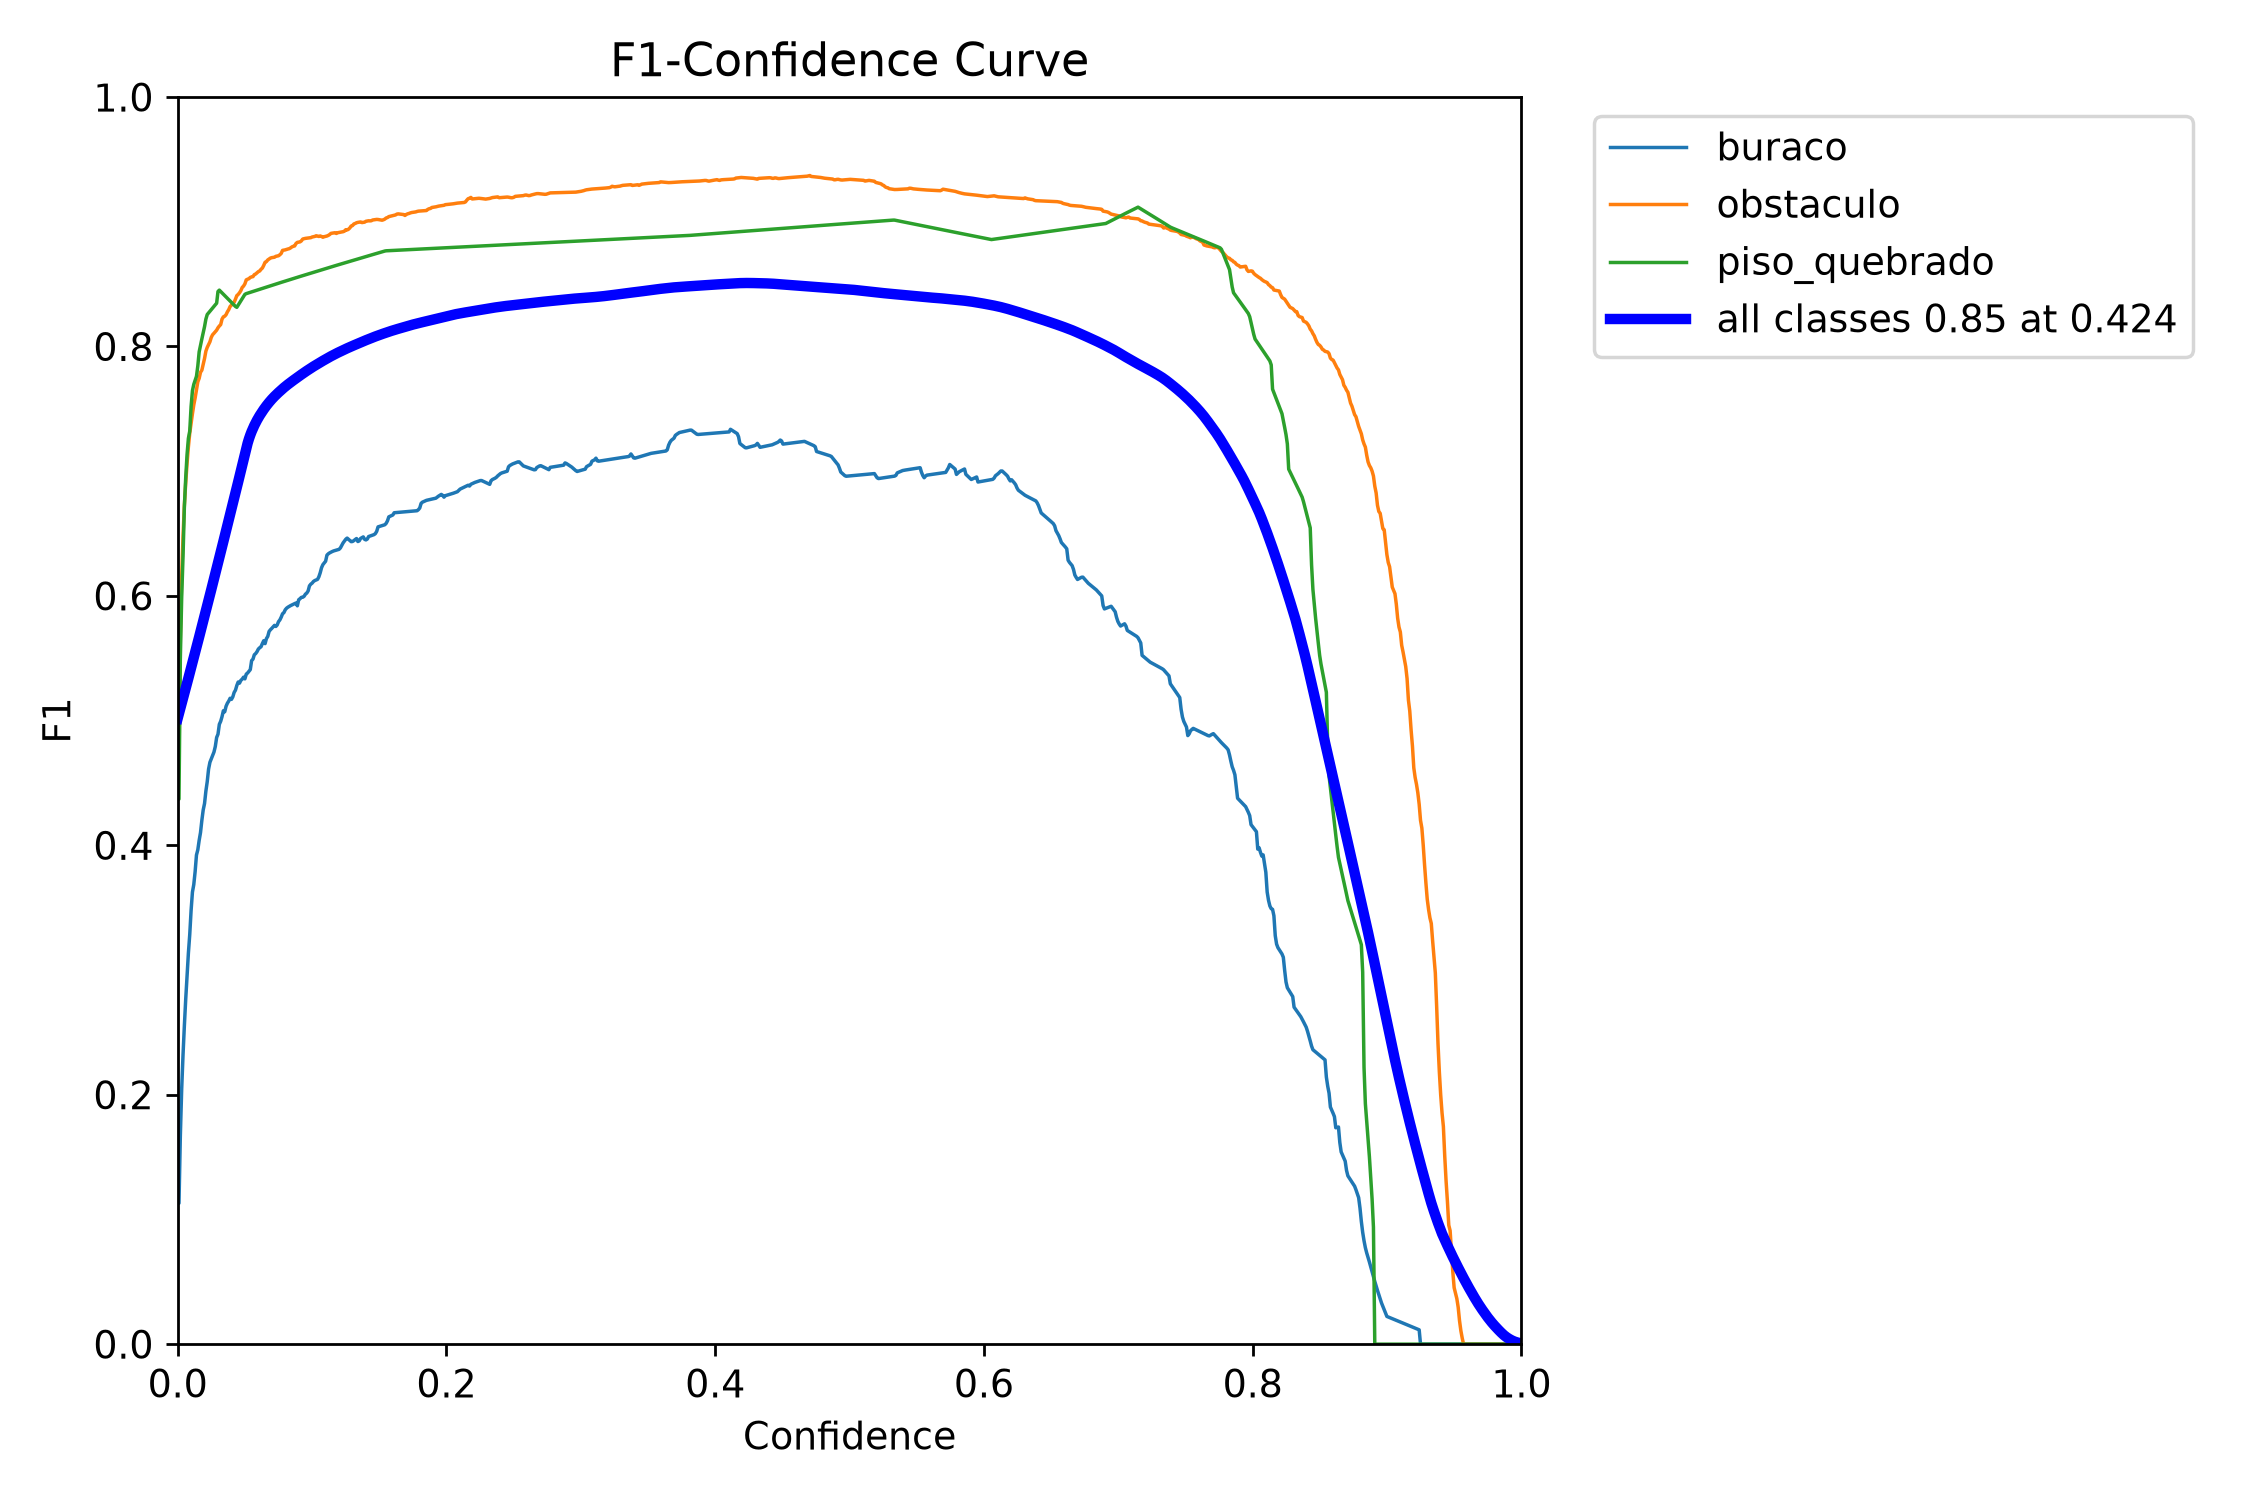 F1-Confidence Curve
1.0
0.8
0.6
0.4
0.2
0.0
F1
0.0 0.2 0.4 0.6 0.8 1.0
Confidence
buraco
obstaculo
piso_quebrado
all classes 0.85 at 0.424